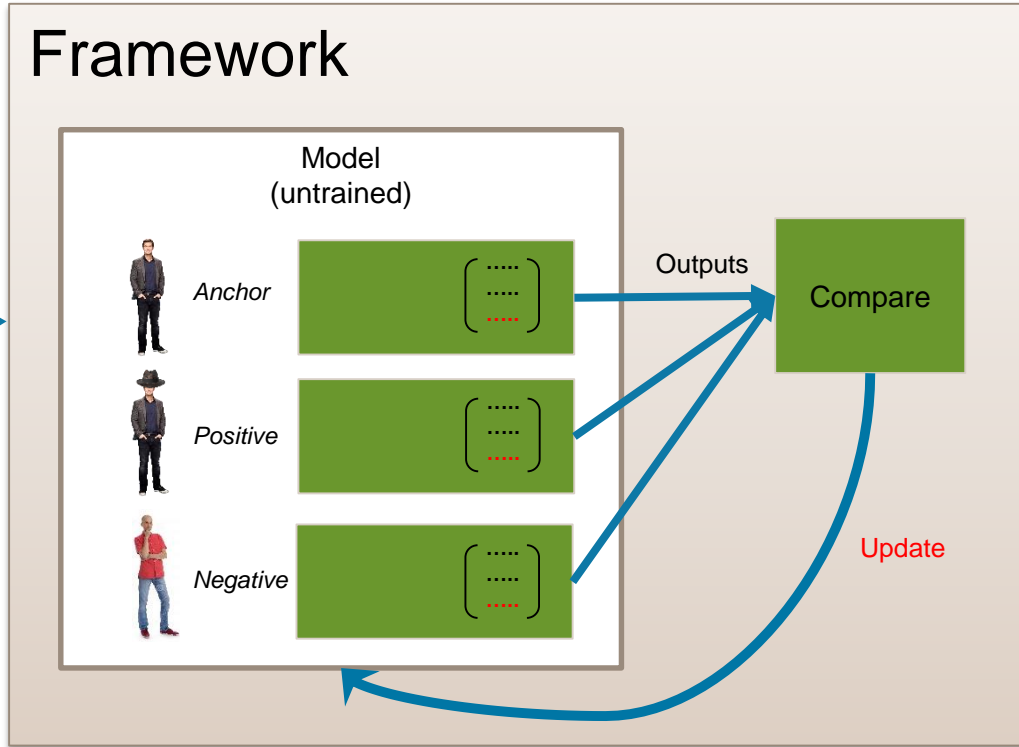 Framework
Model
(untrained)
Anchor
.....
.....
.....
Outputs
Compare
Positive
.....
.....
.....
Update
Negative
.....
.....
.....